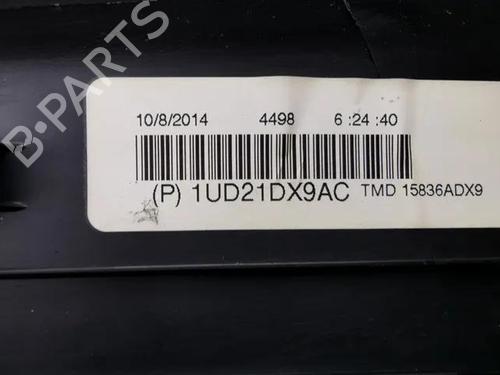 B-PARTS
10/8/2014 4498 6:24:40
(P) 1UD21DX9AC TMD 15836ADX9